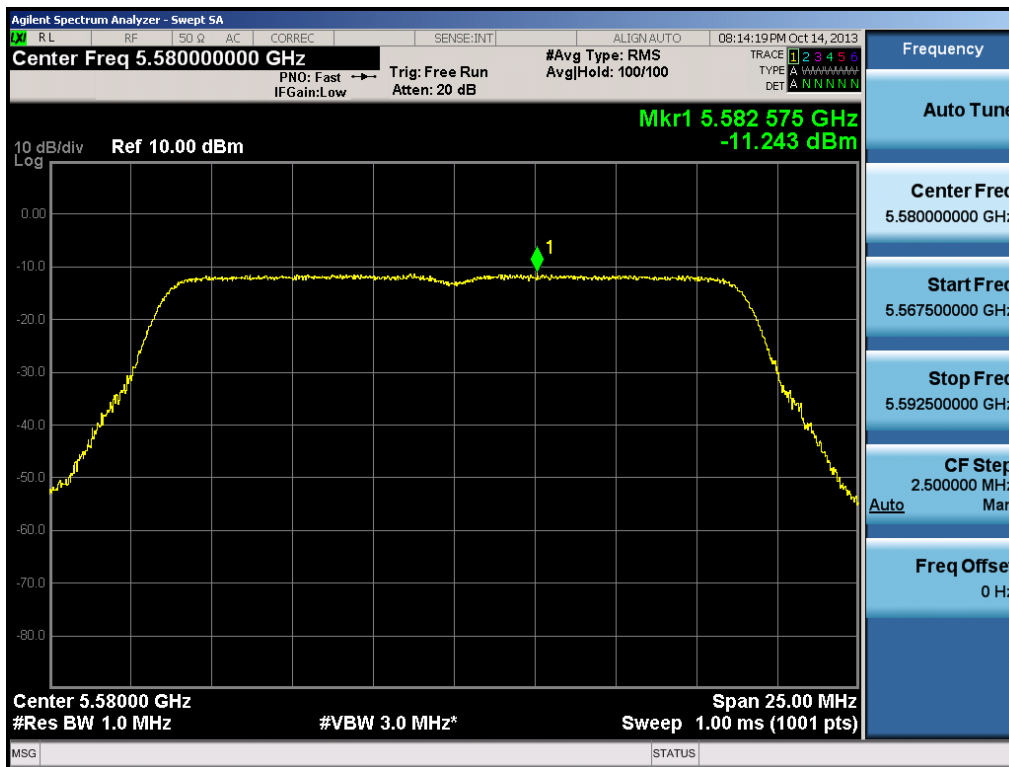 Agilent Spectrum Analyzer - Swept SA
LXI RL RF 50 Ω AC CORREC SENSE:INT ALIGN AUTO 08:14:19 PM Oct 14, 2013
Center Freq 5.580000000 GHz
PNO: Fast
IFGain:Low
Trig: Free Run
Atten: 20 dB
#Avg Type: RMS
Avg|Hold: 100/100
TRACE 1 2 3 4 5 6
TYPE A WWWWW
DET A N N N N N
Mkr1 5.582 575 GHz
-11.243 dBm
10 dB/div Ref 10.00 dBm
Log
0.00
-10.0
-20.0
-30.0
-40.0
-50.0
-60.0
-70.0
-80.0
1
Center 5.58000 GHz Span 25.00 MHz
#Res BW 1.0 MHz #VBW 3.0 MHz* Sweep 1.00 ms (1001 pts)
MSG STATUS
Frequency
Auto Tune
Center Freq
5.580000000 GHz
Start Freq
5.567500000 GHz
Stop Freq
5.592500000 GHz
CF Step
2.500000 MHz
Auto Man
Freq Offset
0 Hz